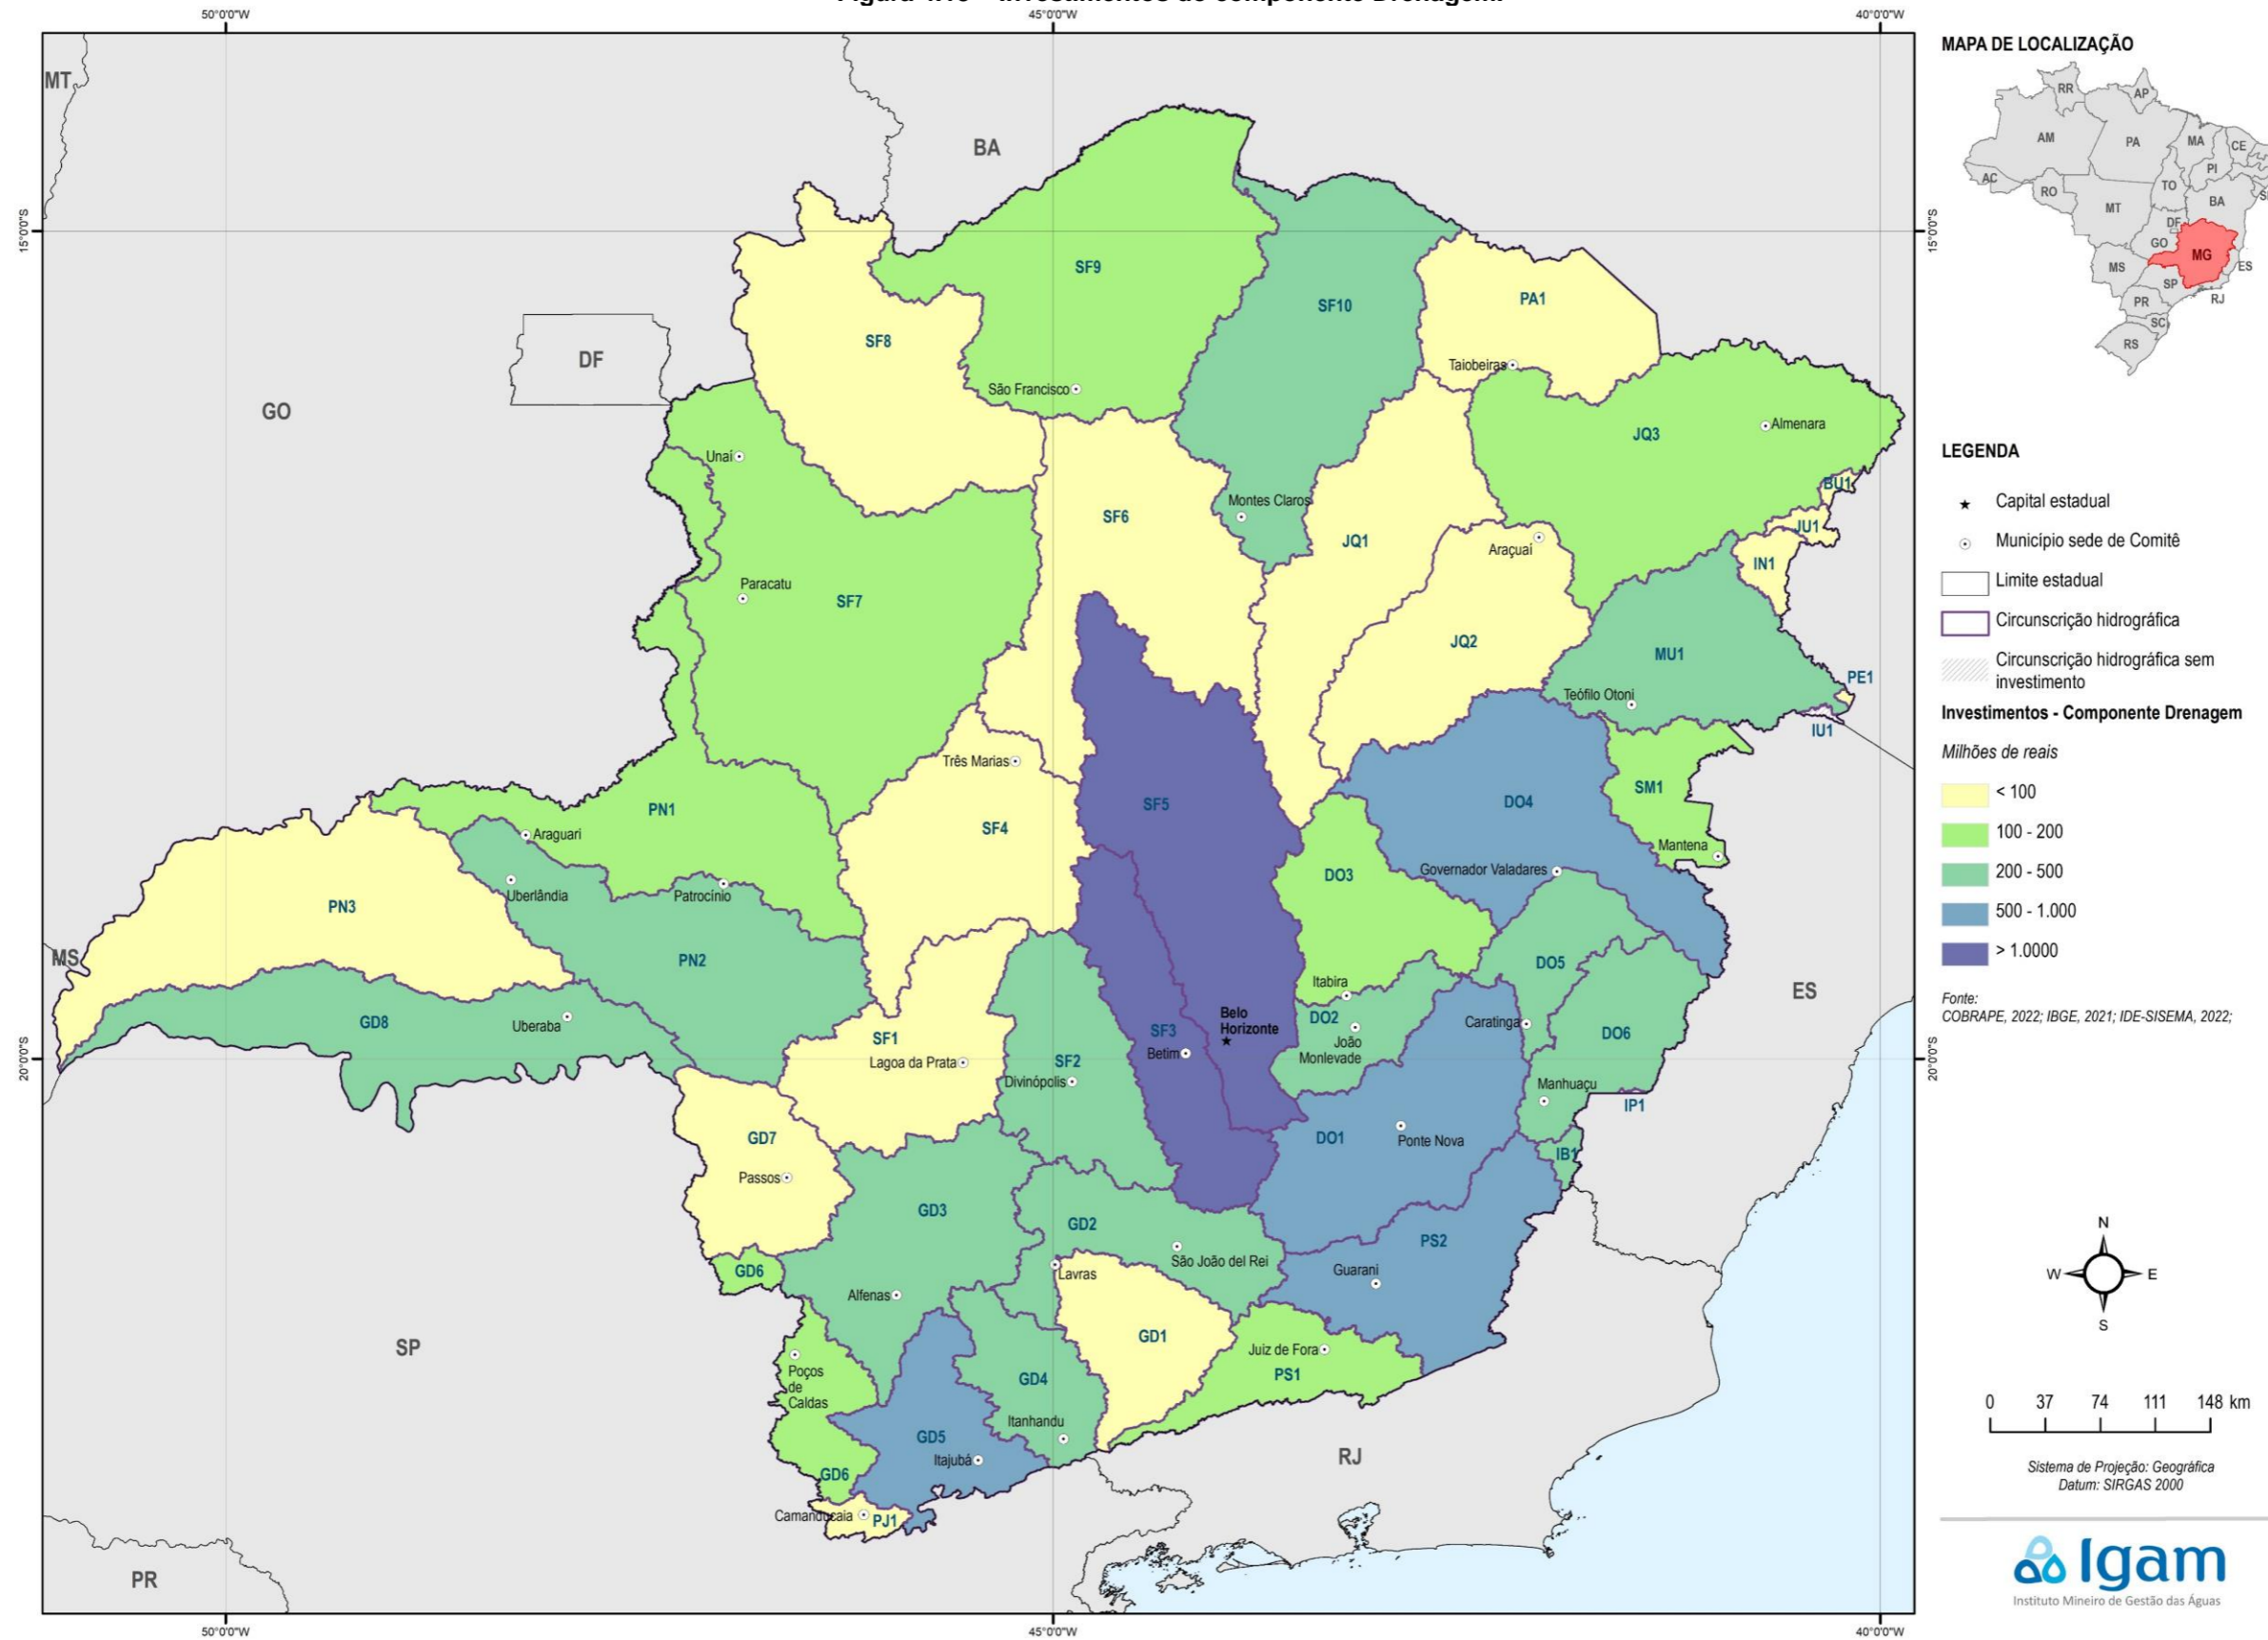 50°0'0"W
45°0'0"W
40°0'0"W
15°0'0"S
20°0'0"S
15°0'0"S
20°0'0"S
50°0'0"W
45°0'0"W
40°0'0"W
MT
BA
GO
DF
MS
SP
PR
RJ
ES
SF9
SF10
PA1
SF8
Taiobeiras
São Francisco
JQ3
Almenara
Unaí
BU1
Montes Claros
SF6
JU1
JQ1
Araçuaí
IN1
Paracatu
SF7
JQ2
MU1
PE1
Teófilo Otoni
IU1
Três Marias
SM1
PN1
SF5
DO4
SF4
Araguari
Mantena
Governador Valadares
DO3
Uberlândia
Patrocínio
PN3
PN2
DO5
Itabira
GD8
Uberaba
Belo
Horizonte
DO2
Caratinga
SF3
SF1
João
Monlevade
DO6
Betim
Lagoa da Prata
SF2
Divinópolis
Manhuaçu
IP1
GD7
DO1
Ponte Nova
IB1
Passos
GD3
GD2
PS2
São João del Rei
GD6
Lavras
Guarani
Alfenas
GD1
Juiz de Fora
PS1
Poços
de
Caldas
GD4
Itanhandu
GD5
Itajubá
GD6
Camanducaia
PJ1
MAPA DE LOCALIZAÇÃO
RR
AP
AM
PA
MA
CE
PI
AC
RO
TO
BA
MT
DF
GO
MG
MS
ES
SP
RJ
PR
SC
RS
LEGENDA
Capital estadual
Município sede de Comitê
Limite estadual
Circunscrição hidrográfica
Circunscrição hidrográfica sem
investimento
Investimentos - Componente Drenagem
Milhões de reais
< 100
100 - 200
200 - 500
500 - 1.000
> 1.0000
Fonte:
COBRAPE, 2022; IBGE, 2021; IDE-SISEMA, 2022;
N
W
E
S
0 37 74 111 148 km
Sistema de Projeção: Geográfica
Datum: SIRGAS 2000
Igam
Instituto Mineiro de Gestão das Águas